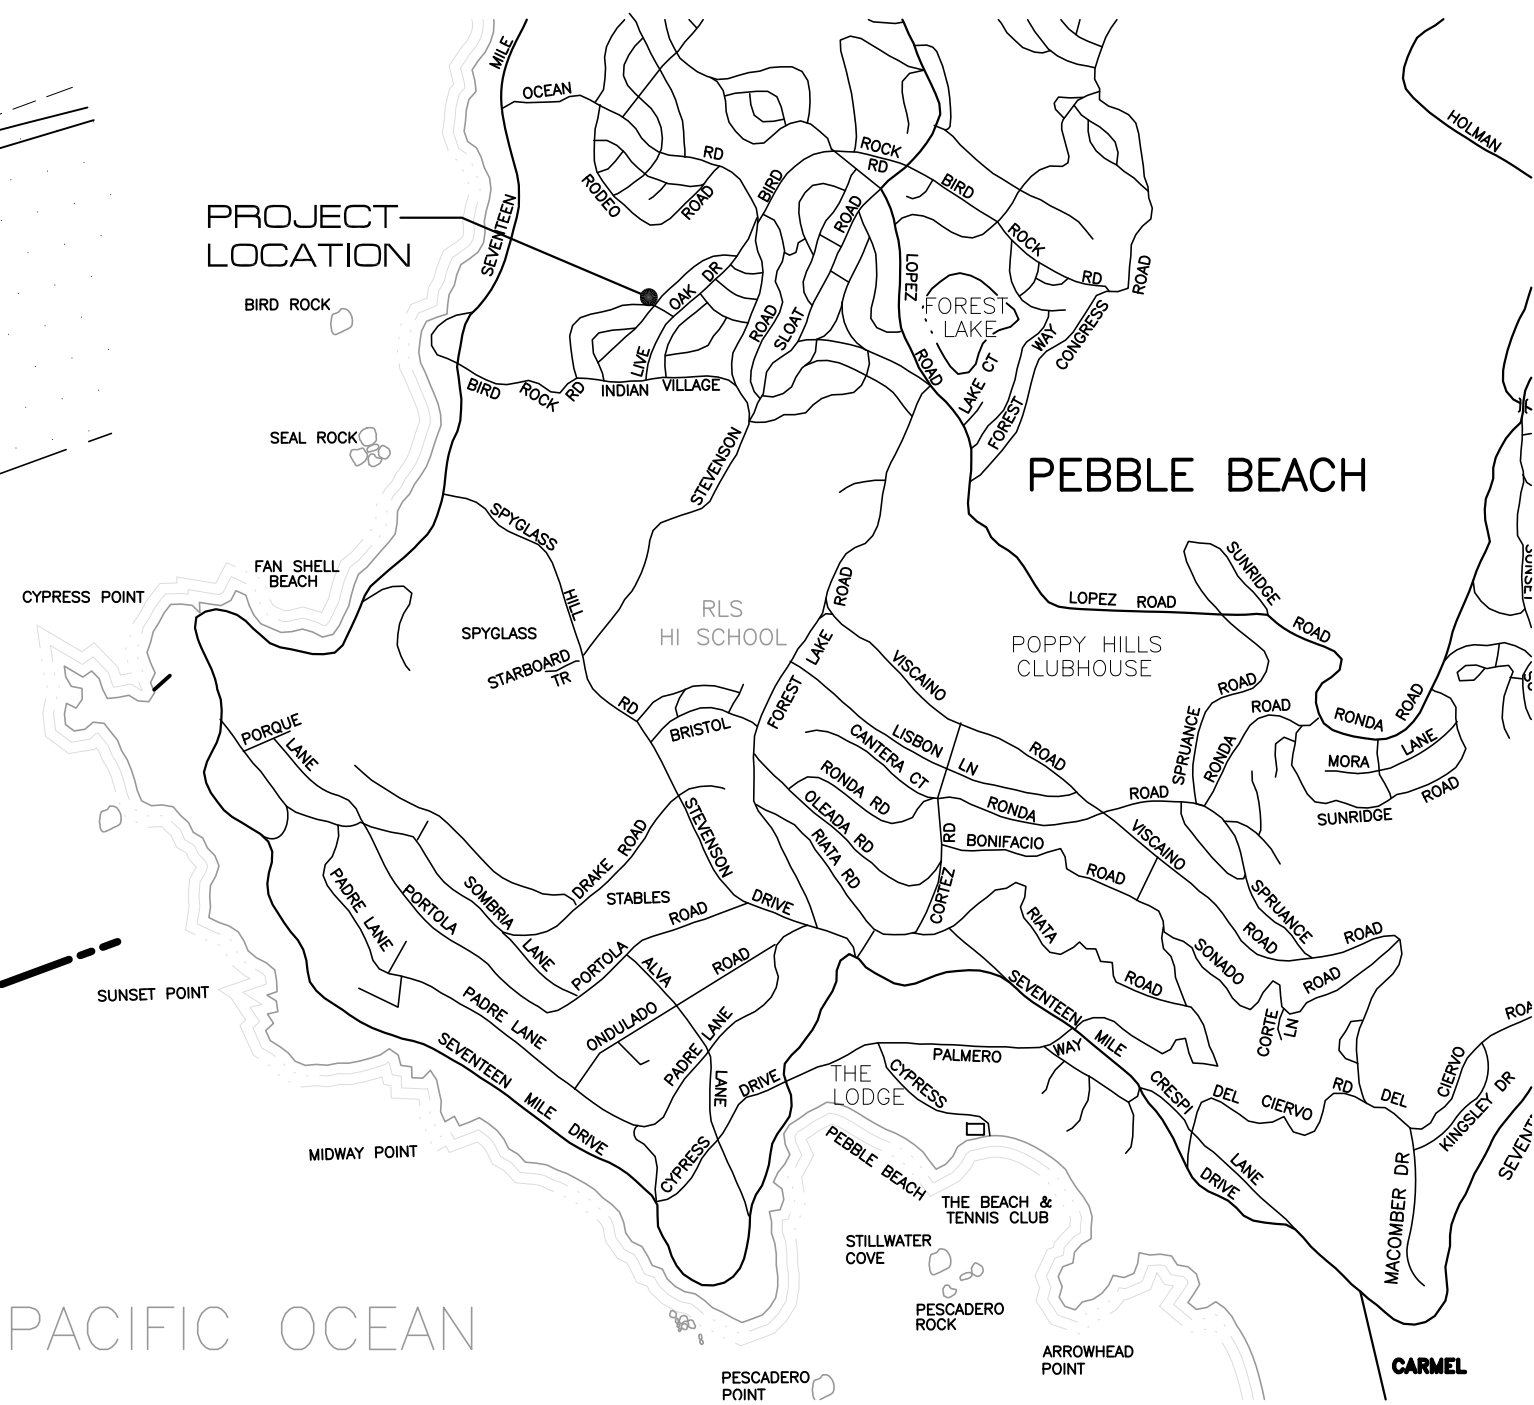 MILE
OCEAN
RD
RODEO
ROAD
BIRD
ROCK
RD
BIRD
ROCK
RD
ROAD
HOLMAN
PROJECT
LOCATION
SEVENTEEN
OAK DR
ROAD
LOPEZ
BIRD ROCK
FOREST
LAKE
ROAD
SLOAT
LIVE
ROAD
LAKE CT
WAY
CONGRESS
FOREST
BIRD
ROCK
RD
INDIAN
VILLAGE
SEAL ROCK
STEVENSON
PEBBLE BEACH
SPYGLASS
HILL
FAN SHELL
BEACH
CYPRESS POINT
SPYGLASS
STARBOARD
TR
RD
RLS
HI SCHOOL
ROAD
LAKE
FOREST
LOPEZ ROAD
SUNRIDGE
ROAD
POPPY HILLS
CLUBHOUSE
VISCAINO
ROAD
ROAD
ROAD
SPRUANCE
RONDA
RONDA
ROAD
MORA
LANE
SUNRIDGE
ROAD
PORQUE
LANE
BRISTOL
LISBON
LN
CANTERA CT
RONDA RD
OLEADA RD
RIATA RD
RONDA
ROAD
RD
BONIFACIO
ROAD
VISCAINO
ROAD
SPRUANCE
CORTEZ
STEVENSON
DRIVE
DRAKE ROAD
STABLES
PADRE LANE
PORTOLA
SOMBRIA
LANE
PORTOLA
ROAD
RIATA
ROAD
SONADO
ROAD
ROAD
CORTE
LN
SUNSET POINT
ALVA
ROAD
ONDULADO
PADRE LANE
PADRE LANE
LANE
SEVENTEEN
MILE
DRIVE
SEVENTEEN
MILE
WAY
PALMERO
CYPRESS
THE
LODGE
DRIVE
CYPRESS
CRESPI
DEL
CIERVO
RD
DEL
CIERVO
KINGSLEY DR
LANE
DRIVE
MACOMBER DR
MIDWAY POINT
PEBBLE BEACH
THE BEACH &
TENNIS CLUB
STILLWATER
COVE
PESCADERO
ROCK
PACIFIC OCEAN
ARROWHEAD
POINT
PESCADERO
POINT
CARMEL